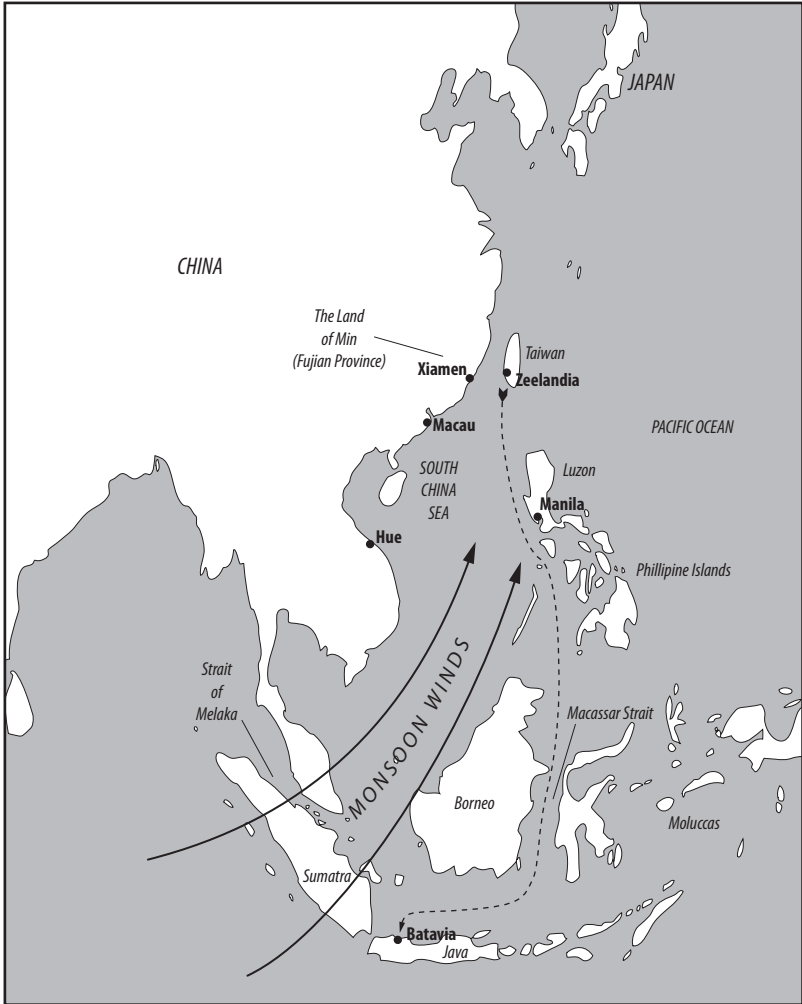 JAPAN
CHINA
The Land
of Min
(Fujian Province)
Taiwan
Xiamen
Zeelandia
Macau
PACIFIC OCEAN
SOUTH
CHINA
SEA
Luzon
Manila
Hue
Phillipine Islands
Strait
of
Melaka
MONSOON WINDS
Macassar Strait
Borneo
Moluccas
Sumatra
Batavia
Java